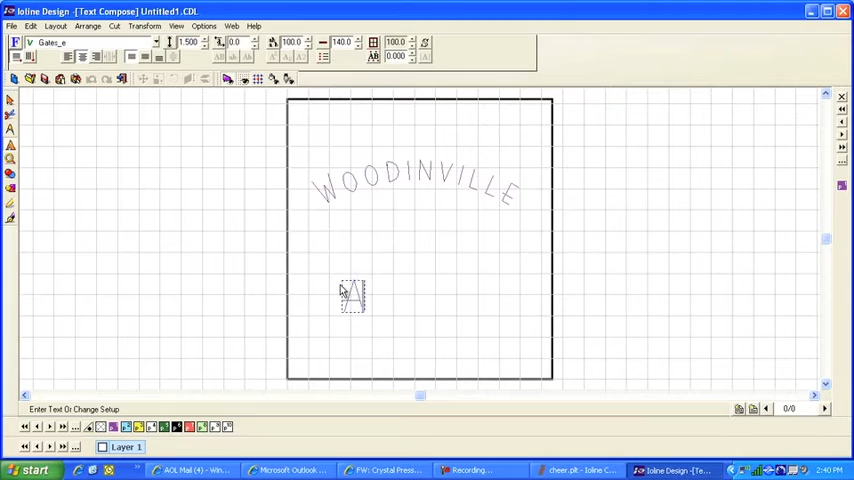 Ioline Design -[Text Compose] Untitled1.CDL
File Edit Layout Arrange Cut Transform View Options Web Help
F V Gates_e 1.500 0.0 100.0 140.0 100.0
0.000
WOODINVILLE
A
Enter Text Or Change Setup 0/0
Layer 1
start AOL Mail (4) - Win... Microsoft Outlook ... FW: Crystal Press... Recording... cheer.plt - Ioline C... Ioline Design -[Te... 2:40 PM